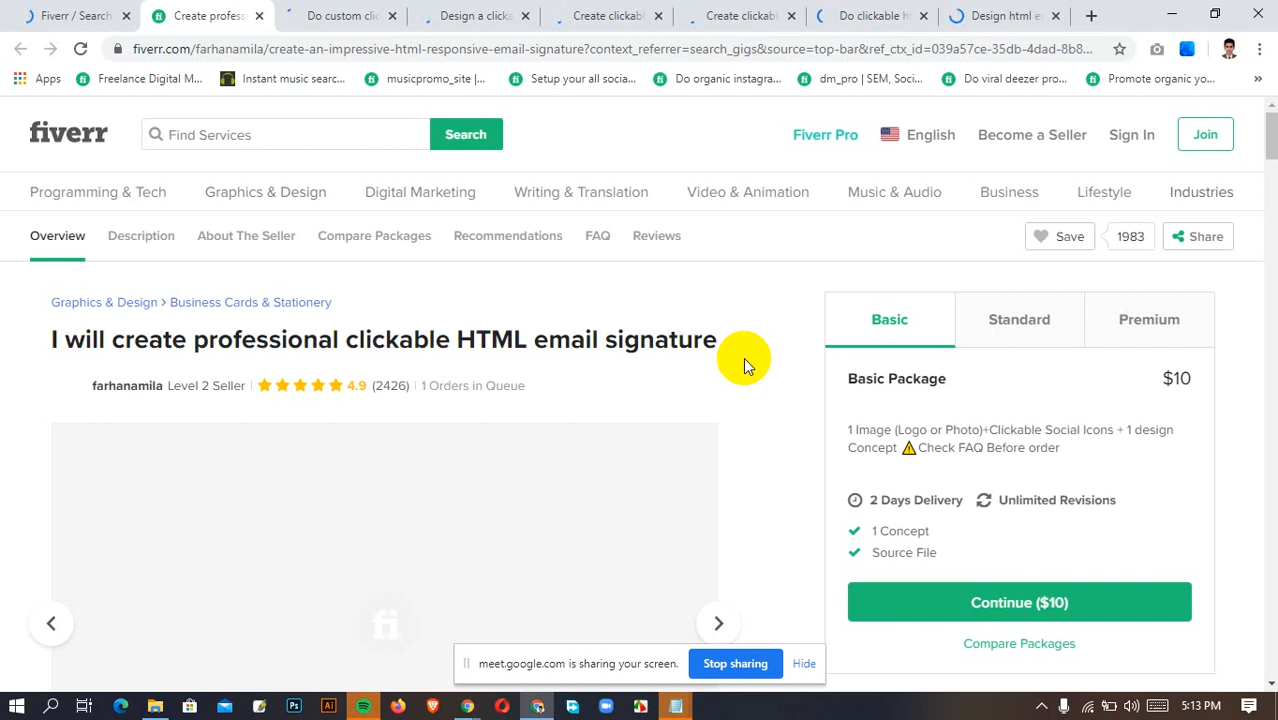 Fiverr / Search
Create profess
Do custom clic
Design a clicka
Create clickab
Create clickab
Do clickable h
Design html em
fiverr.com/farhanamila/create-an-impressive-html-responsive-email-signature?context_referrer=search_gigs&source=top-bar&ref_ctx_id=039a57ce-35db-4dad-8b8...
Apps
Freelance Digital M...
Instant music searc...
musicpromo_site |...
Setup your all socia...
Do organic instagra...
dm_pro | SEM, Soci...
Do viral deezer pro...
Promote organic yo...
»
fiverr
Find Services
Search
Fiverr Pro
English
Become a Seller
Sign In
Join
Programming & Tech
Graphics & Design
Digital Marketing
Writing & Translation
Video & Animation
Music & Audio
Business
Lifestyle
Industries
Overview
Description
About The Seller
Compare Packages
Recommendations
FAQ
Reviews
Save
1983
Share
Graphics & Design > Business Cards & Stationery
I will create professional clickable HTML email signature
farhanamila Level 2 Seller 4.9 (2426) 1 Orders in Queue
fi
Basic
Standard
Premium
Basic Package $10
1 Image (Logo or Photo)+Clickable Social Icons + 1 design
Concept ⚠Check FAQ Before order
2 Days Delivery Unlimited Revisions
1 Concept
Source File
Continue ($10)
Compare Packages
meet.google.com is sharing your screen.
Stop sharing
Hide
Ps
Ai
5:13 PM